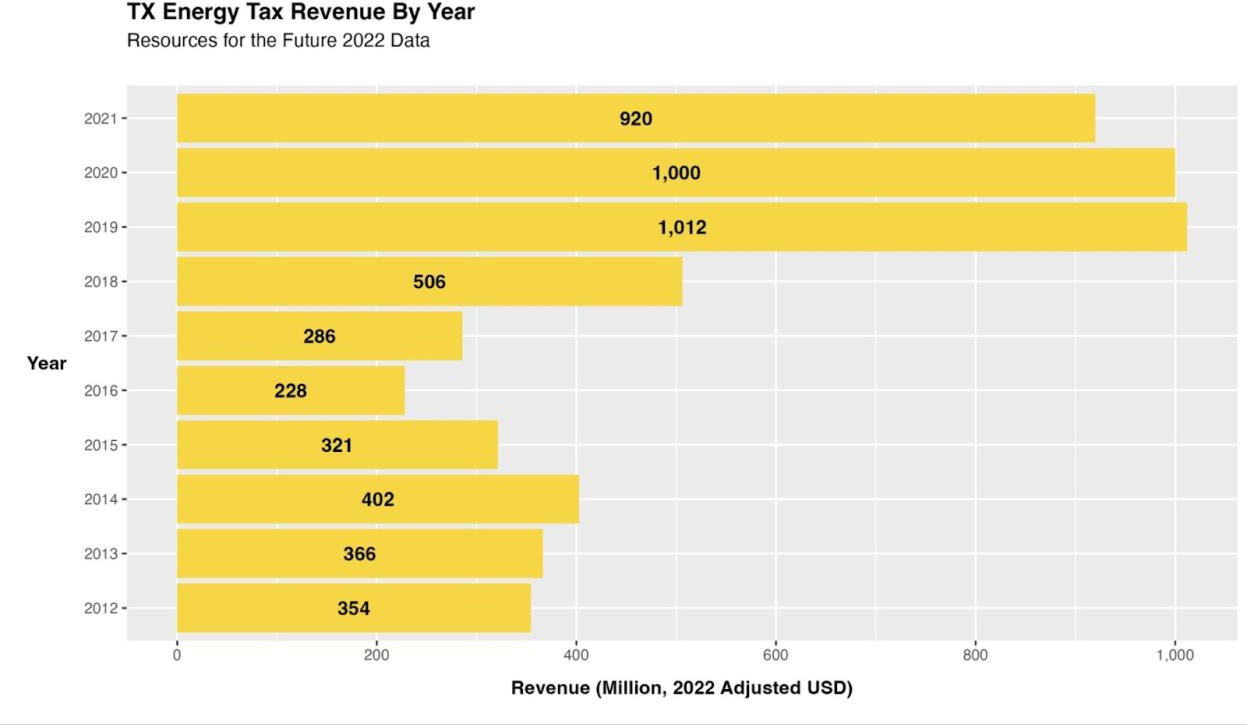 TX Energy Tax Revenue By Year
Resources for the Future 2022 Data
2021 920
2020 1,000
2019 1,012
2018 506
2017 286
Year
2016 228
2015 321
2014 402
2013 366
2012 354
0 200 400 600 800 1,000
Revenue (Million, 2022 Adjusted USD)